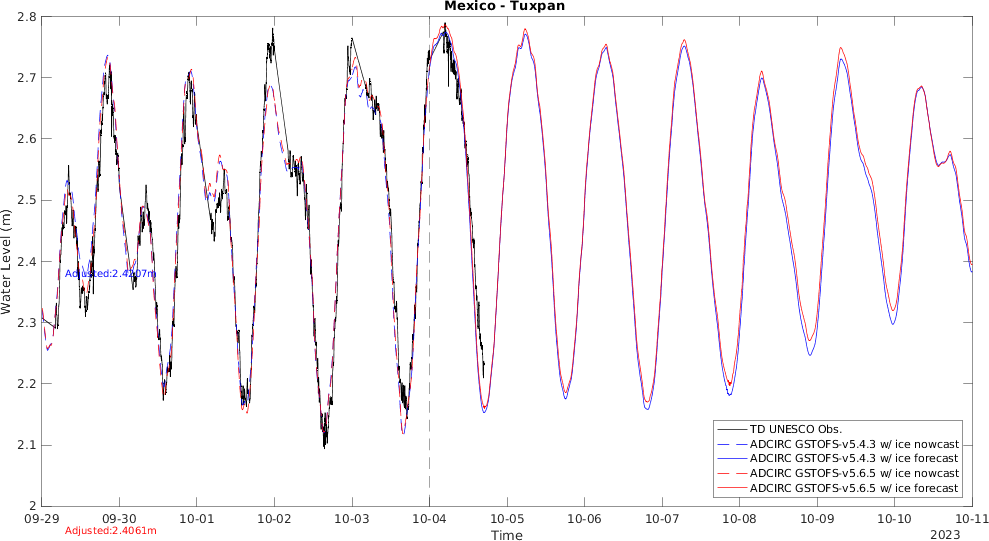 Mexico - Tuxpan
2.8
2.7
2.6
2.5
2.4
2.3
2.2
2.1
2
Water Level (m)
Adjusted:2.4207m
TD UNESCO Obs.
ADCIRC GSTOFS-v5.4.3 w/ ice nowcast
ADCIRC GSTOFS-v5.4.3 w/ ice forecast
ADCIRC GSTOFS-v5.6.5 w/ ice nowcast
ADCIRC GSTOFS-v5.6.5 w/ ice forecast
09-29 09-30 10-01 10-02 10-03 10-04 10-05 10-06 10-07 10-08 10-09 10-10 10-11
Adjusted:2.4061m
Time
2023